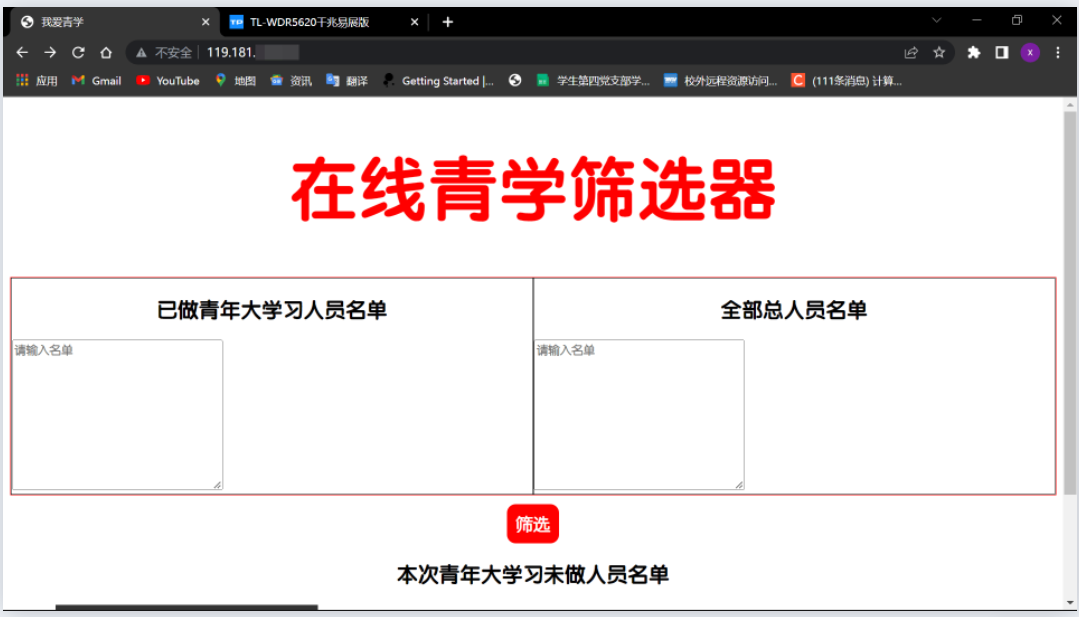 我爱青学
TL-WDR5620千兆易展版
不安全 119.181.
应用 Gmail YouTube 地图 资讯 翻译 Getting Started |... 学生第四党支部学... 校外远程资源访问... (111条消息) 计算...
在线青学筛选器
已做青年大学习人员名单
全部总人员名单
请输入名单
请输入名单
筛选
本次青年大学习未做人员名单